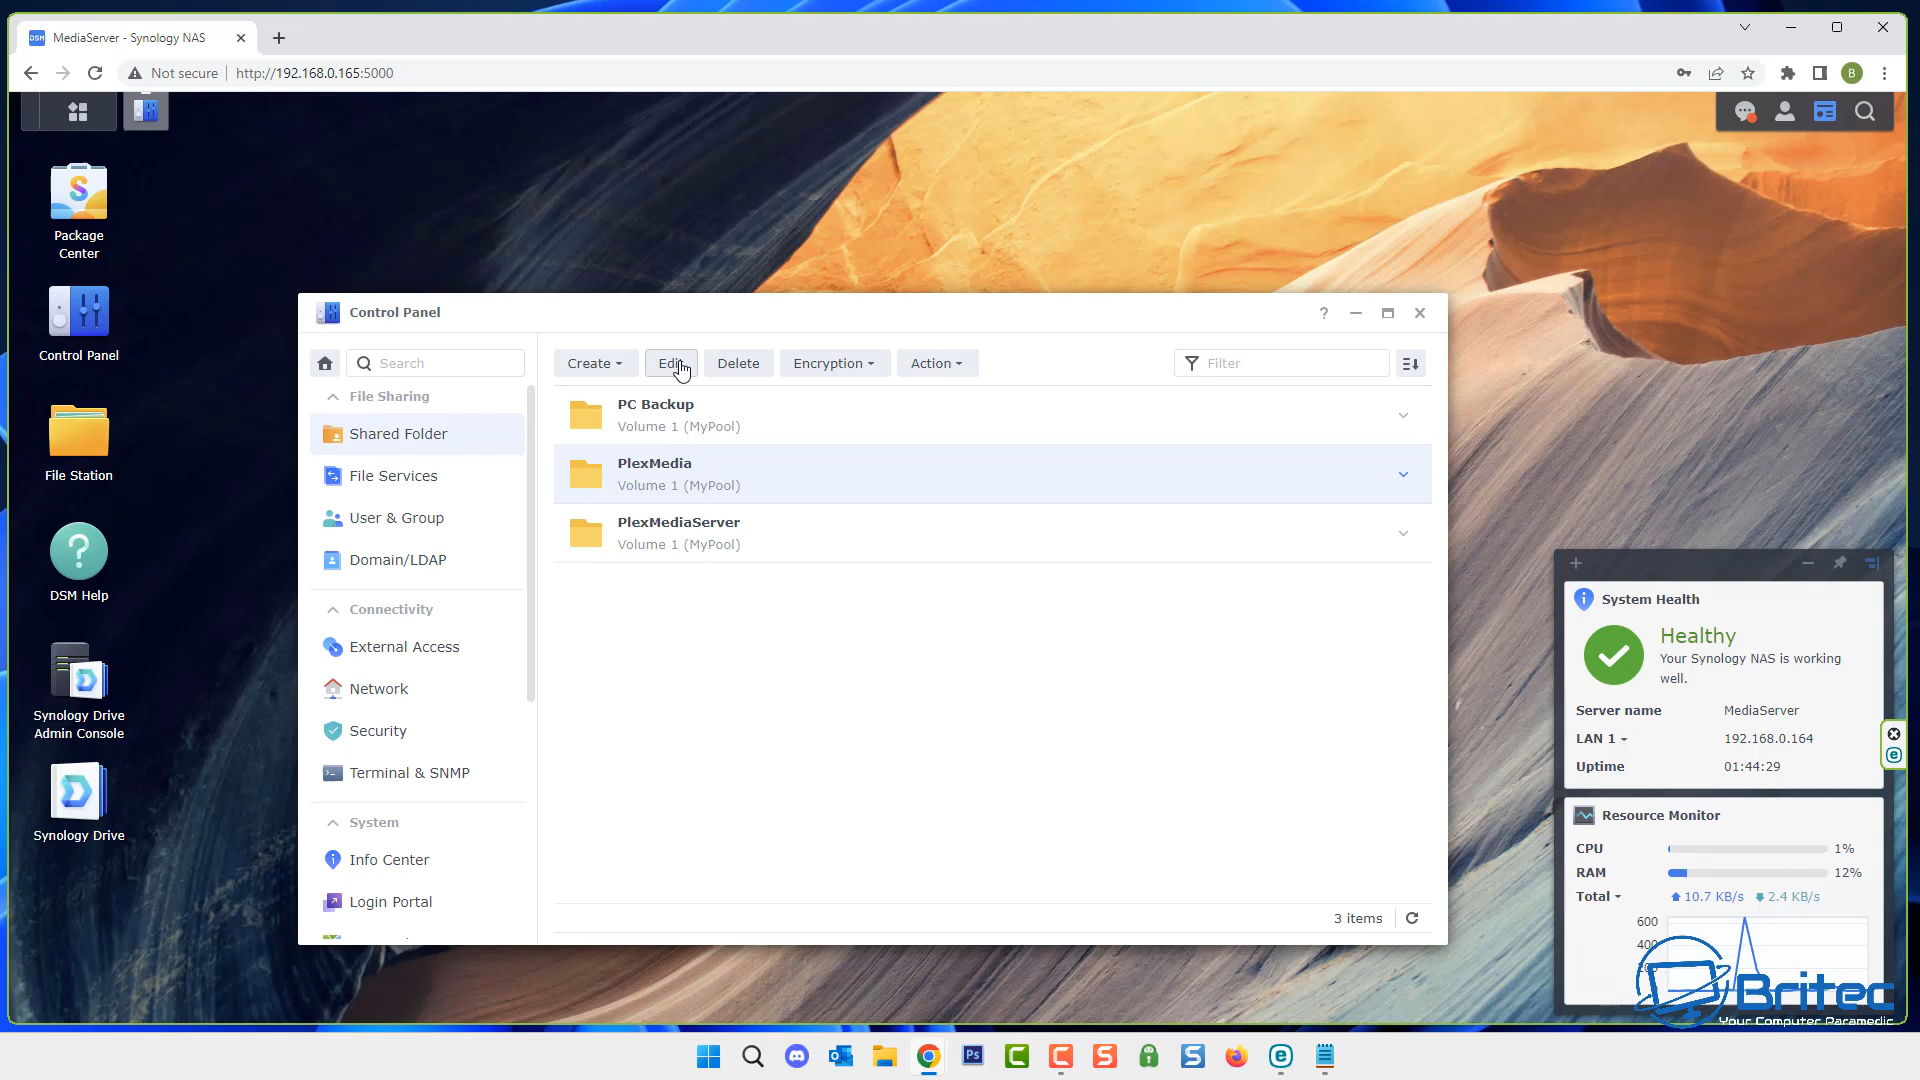 MediaServer - Synology NAS
Not secure
http://192.168.0.165:5000
Package
Center
Control Panel
File Station
DSM Help
Synology Drive
Admin Console
Synology Drive
Control Panel
Search
File Sharing
Shared Folder
File Services
User & Group
Domain/LDAP
Connectivity
External Access
Network
Security
Terminal & SNMP
System
Info Center
Login Portal
Create
Edit
Delete
Encryption
Action
Filter
PC Backup
Volume 1 (MyPool)
PlexMedia
Volume 1 (MyPool)
PlexMediaServer
Volume 1 (MyPool)
3 items
System Health
Healthy
Your Synology NAS is working
well.
Server name MediaServer
LAN 1 192.168.0.164
Uptime 01:44:29
Resource Monitor
CPU 1%
RAM 12%
Total 10.7 KB/s 2.4 KB/s
600
400
Britec
Your Computer Paramedic